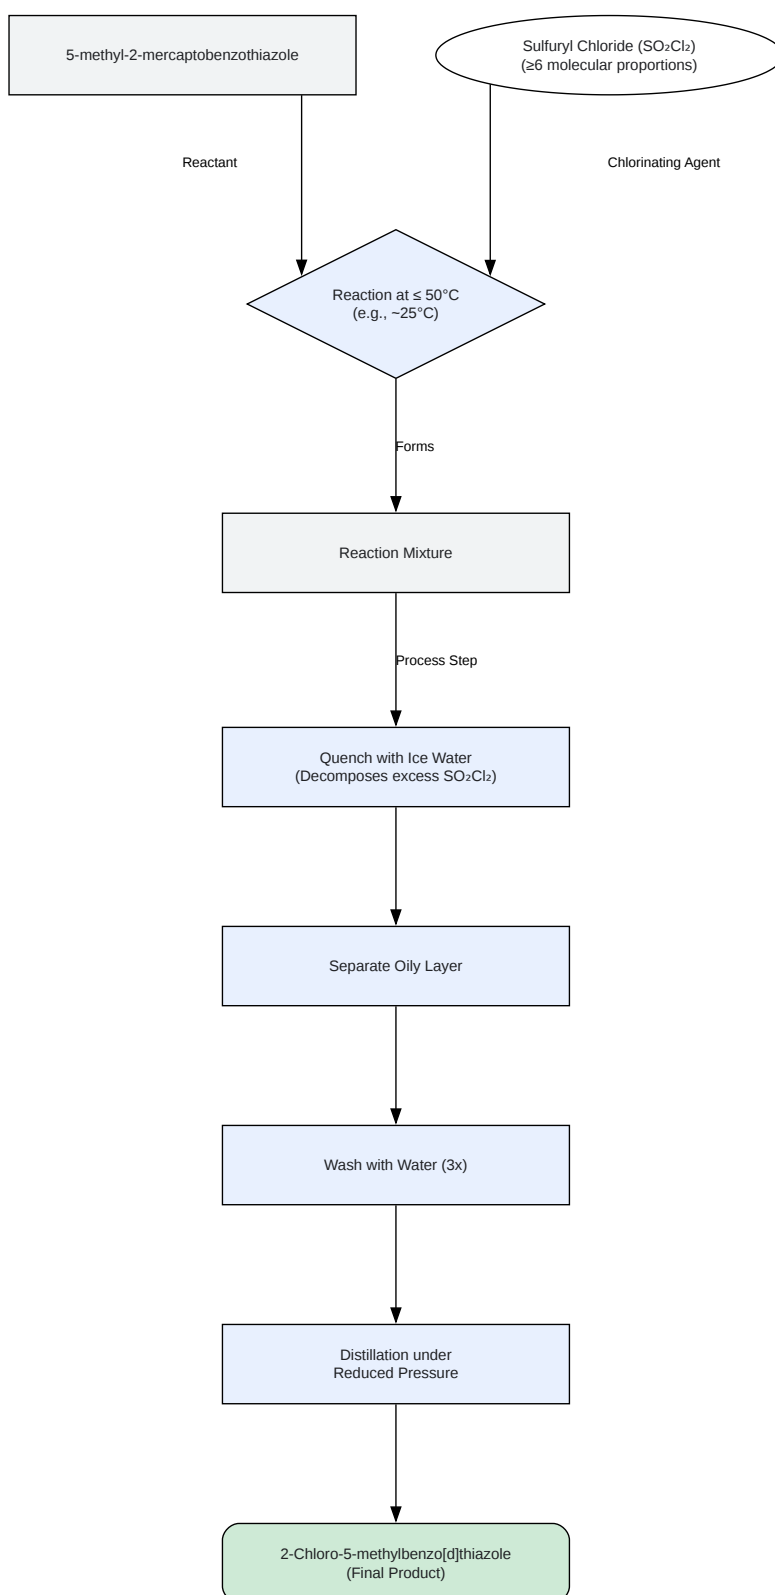 5-methyl-2-mercaptobenzothiazole
Sulfuryl Chloride (SO₂Cl₂)
(≥6 molecular proportions)
Reactant
Chlorinating Agent
Reaction at ≤ 50°C
(e.g., ~25°C)
Forms
Reaction Mixture
Process Step
Quench with Ice Water
(Decomposes excess SO₂Cl₂)
Separate Oily Layer
Wash with Water (3x)
Distillation under
Reduced Pressure
2-Chloro-5-methylbenzo[d]thiazole
(Final Product)